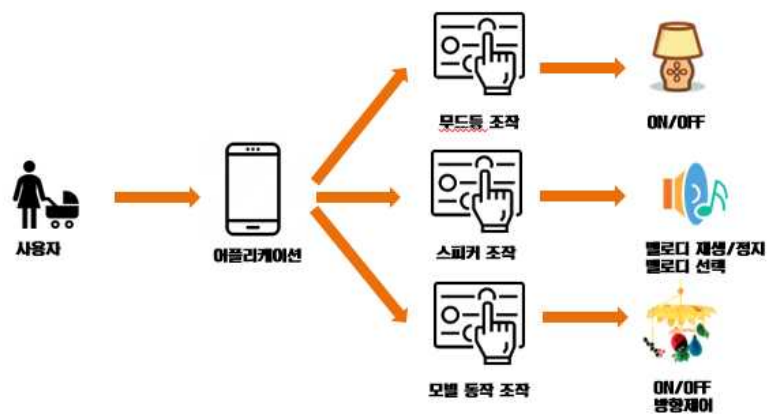 무드등 조작
ON/OFF
사용자
어플리케이션
스피커 조작
멜로디 재생/정지
멜로디 선택
모빌 동작 조작
ON/OFF
방향제어